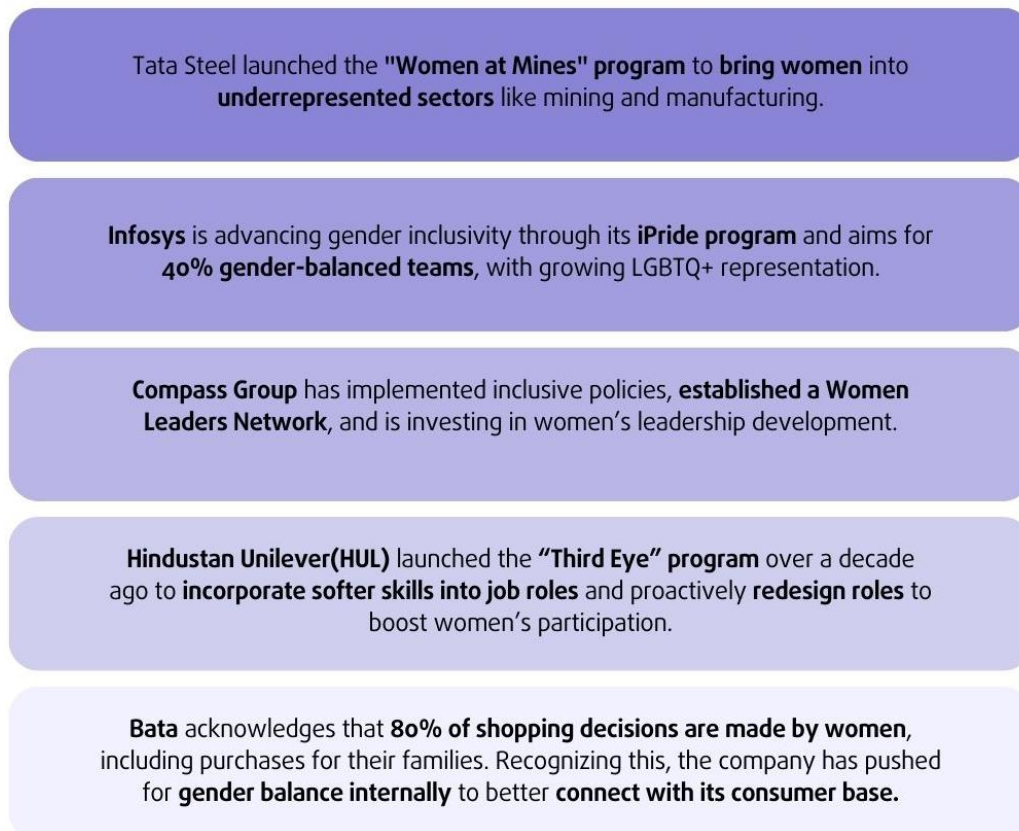 Tata Steel launched the "Women at Mines" program to bring women into
underrepresented sectors like mining and manufacturing.
Infosys is advancing gender inclusivity through its iPride program and aims for
40% gender-balanced teams, with growing LGBTQ+ representation.
Compass Group has implemented inclusive policies, established a Women
Leaders Network, and is investing in women’s leadership development.
Hindustan Unilever(HUL) launched the “Third Eye” program over a decade
ago to incorporate softer skills into job roles and proactively redesign roles to
boost women’s participation.
Bata acknowledges that 80% of shopping decisions are made by women,
including purchases for their families. Recognizing this, the company has pushed
for gender balance internally to better connect with its consumer base.